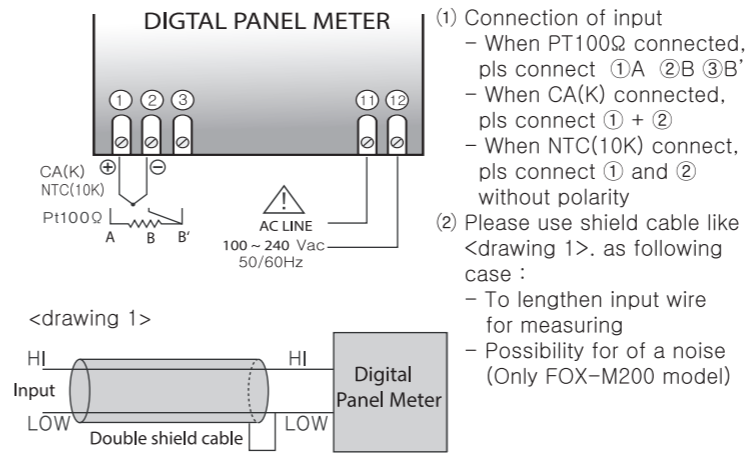 DIGTAL PANEL METER
① ② ③ ⑪ ⑫
CA(K) ⊕ ⊖
NTC(10K)
Pt100Ω
A B B'
AC LINE
100 ~ 240 Vac
50/60Hz
(1) Connection of input
- When PT100Ω connected,
pls connect ①A ②B ③B'
- When CA(K) connected,
pls connect ① + ②
- When NTC(10K) connect,
pls connect ① and ②
without polarity
(2) Please use shield cable like
<drawing 1>. as following
case :
- To lengthen input wire
for measuring
- Possibility for of a noise
(Only FOX-M200 model)
<drawing 1>
HI HI
Input
LOW LOW
Double shield cable
Digital
Panel Meter